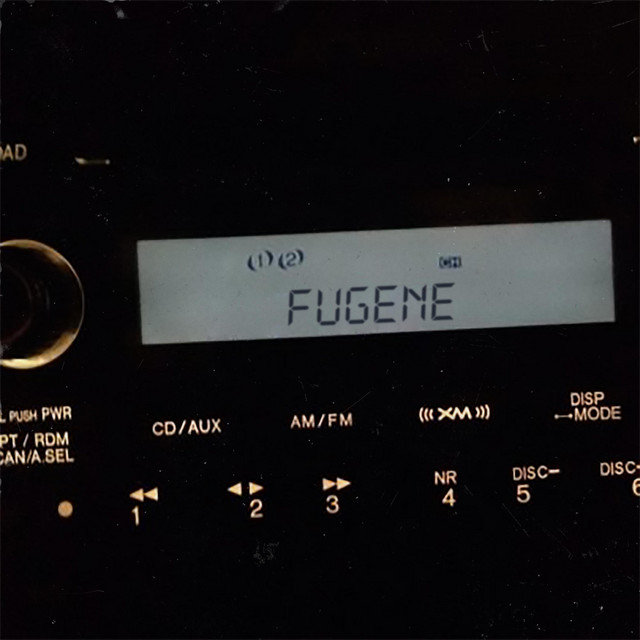 OAD
(1) (2) CH
FUGENE
L PUSH PWR
CD/AUX
AM/FM
(((XM)))
DISP
MODE
PT / RDM
CAN/A.SEL
1
2
3
NR
4
DISC-
5
DISC-
6